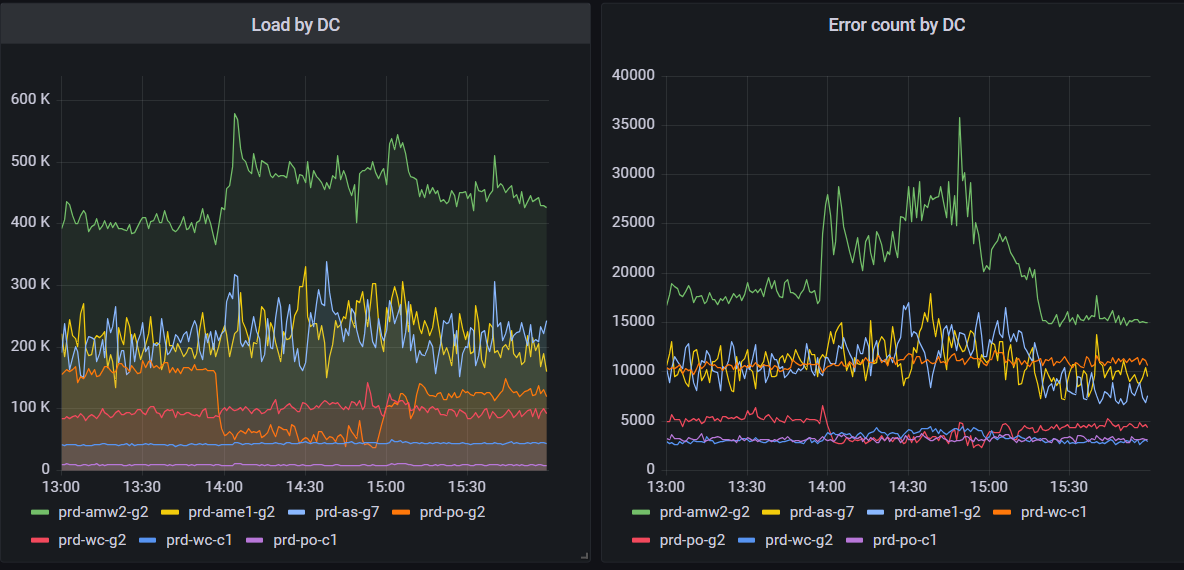 Load by DC
600 K
500 K
400 K
300 K
200 K
100 K
0
13:00 13:30 14:00 14:30 15:00 15:30
prd-amw2-g2 prd-ame1-g2 prd-as-g7 prd-po-g2
prd-wc-g2 prd-wc-c1 prd-po-c1
Error count by DC
40000
35000
30000
25000
20000
15000
10000
5000
0
13:00 13:30 14:00 14:30 15:00 15:30
prd-amw2-g2 prd-as-g7 prd-ame1-g2 prd-wc-c1
prd-po-g2 prd-wc-g2 prd-po-c1